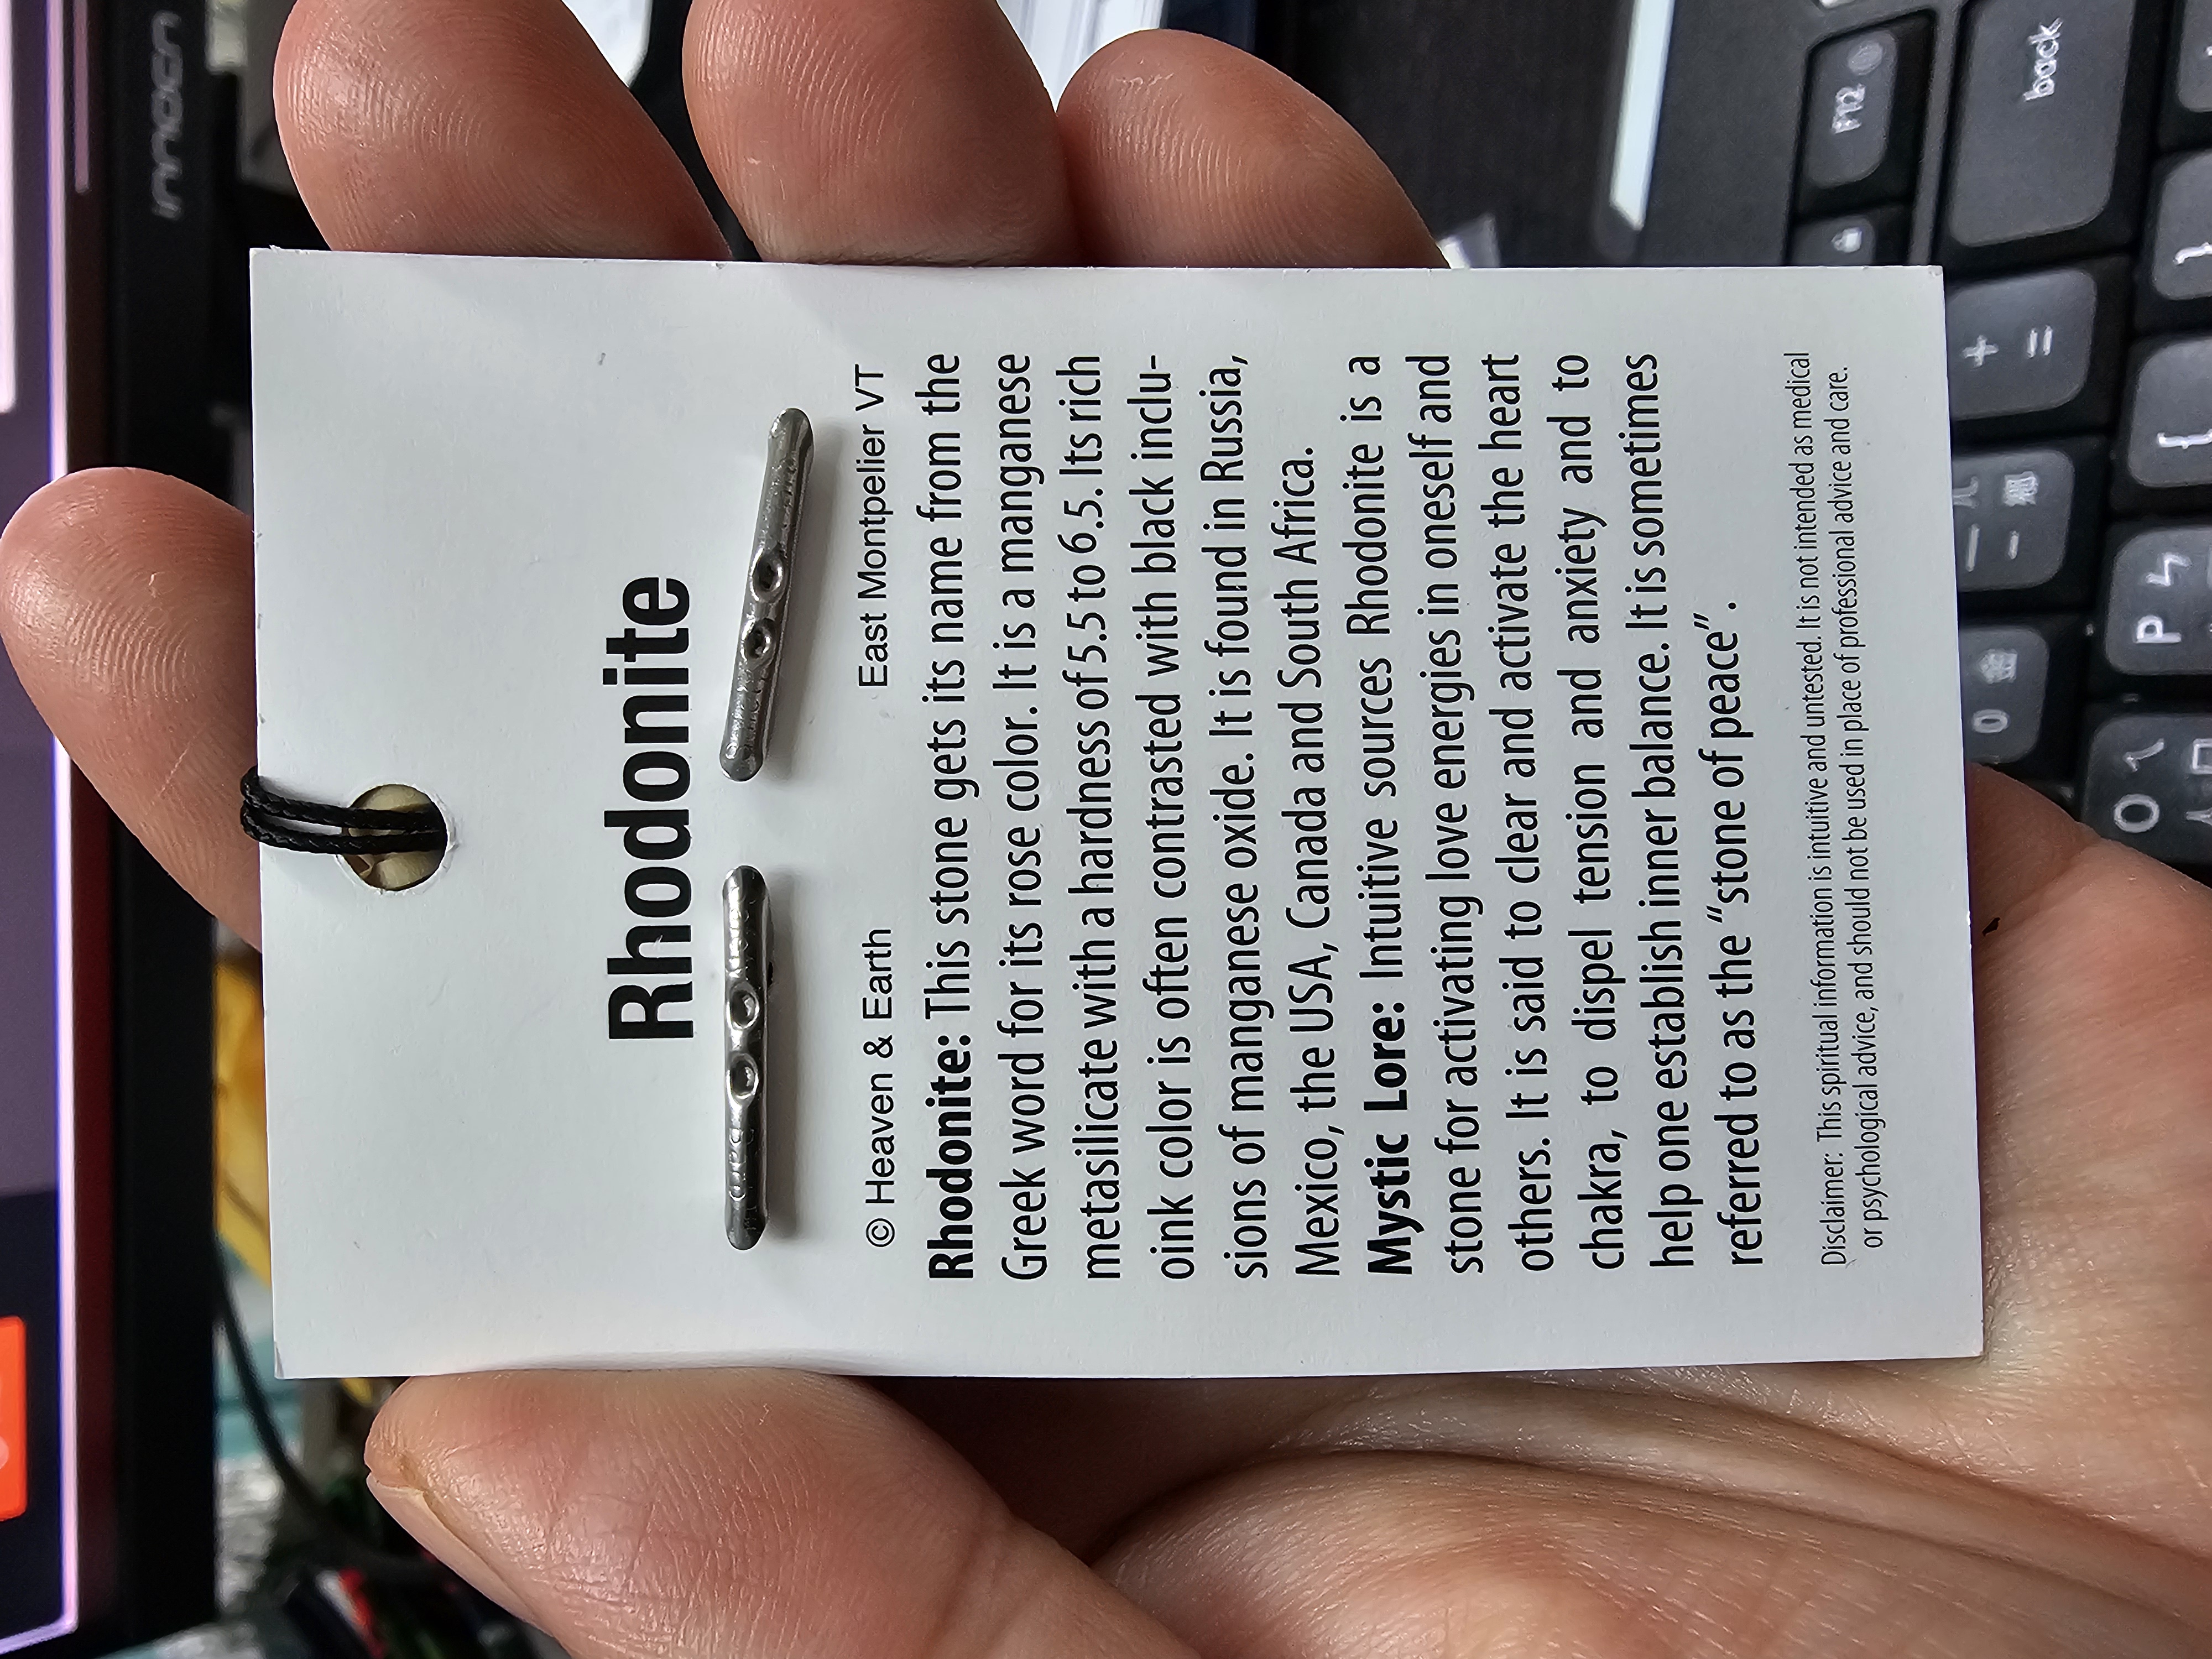 Rhodonite
© Heaven & Earth East Montpelier VT
Rhodonite: This stone gets its name from the
Greek word for its rose color. It is a manganese
metasilicate with a hardness of 5.5 to 6.5. Its rich
oink color is often contrasted with black inclu-
sions of manganese oxide. It is found in Russia,
Mexico, the USA, Canada and South Africa.
Mystic Lore: Intuitive sources Rhodonite is a
stone for activating love energies in oneself and
others. It is said to clear and activate the heart
chakra, to dispel tension and anxiety and to
help one establish inner balance. It is sometimes
referred to as the “stone of peace”.
Disclaimer: This spiritual information is intuitive and untested. It is not intended as medical
or psychological advice, and should not be used in place of professional advice and care.
INNOCN
F12
back
+
=
-
{
}
P
0
O